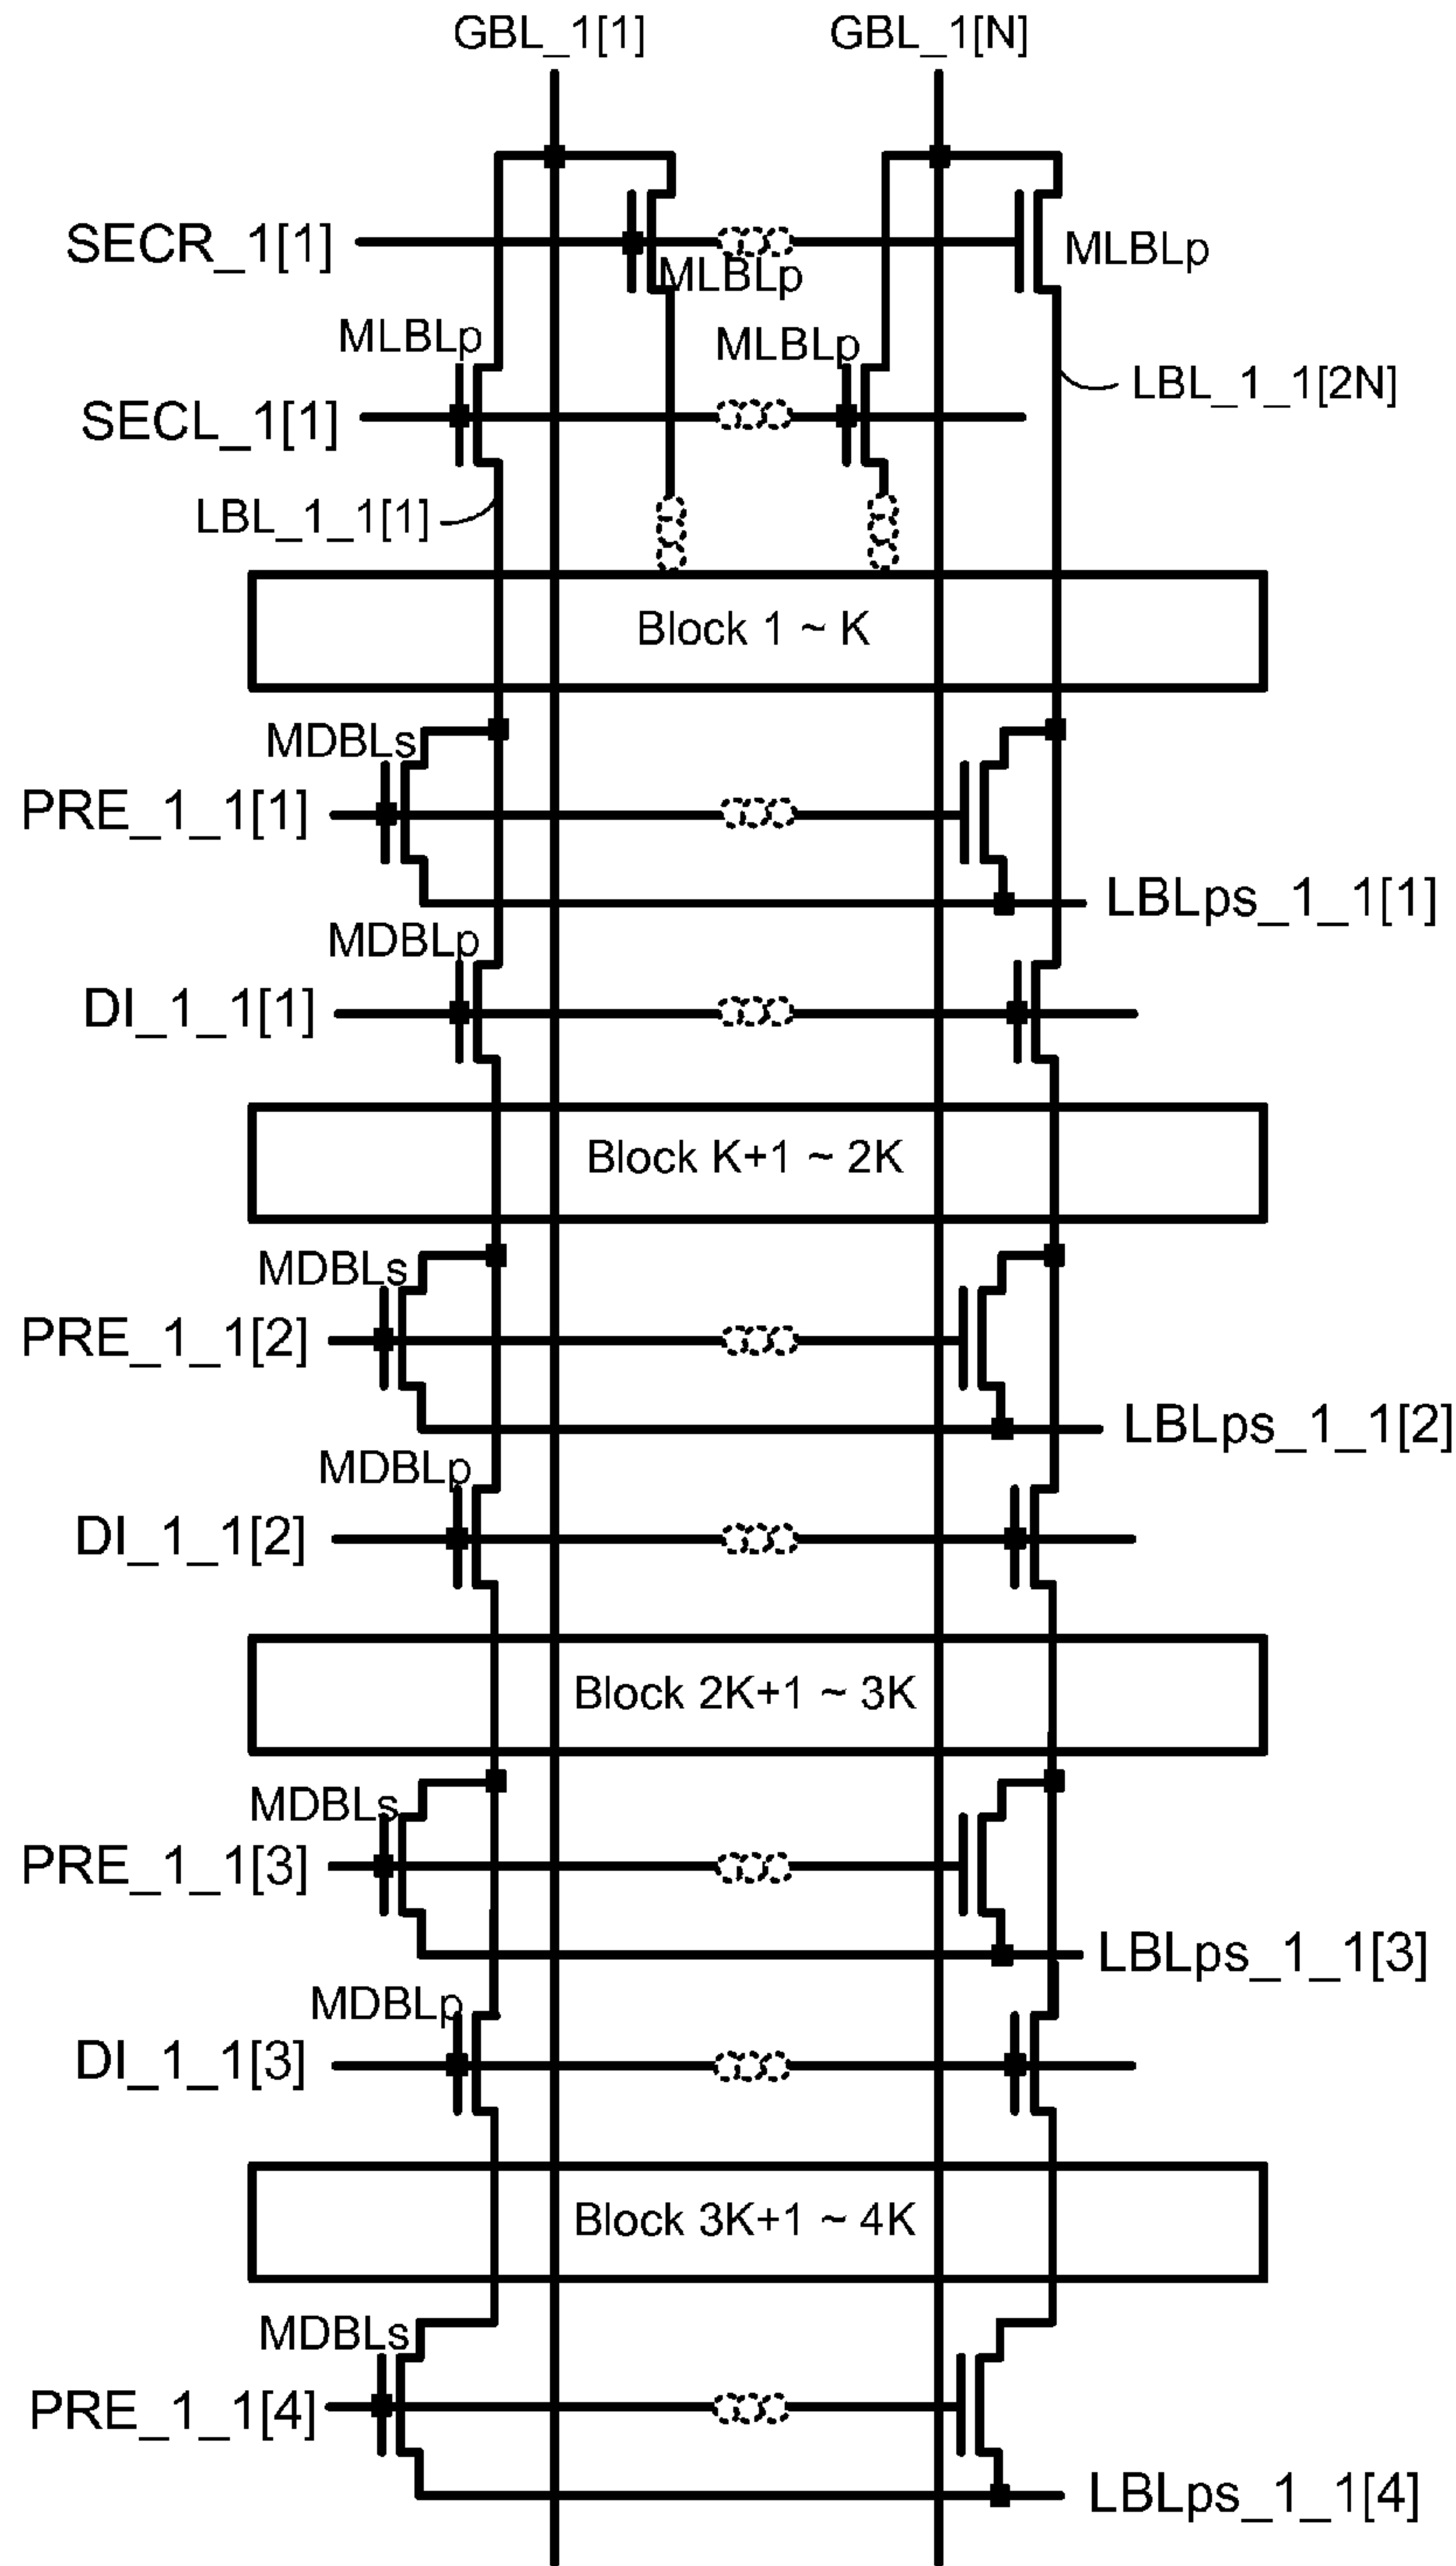 GBL_1[1] GBL_1[N]
SECR_1[1]
MLBLp
MLBLp
MLBLp
MLBLp
LBL_1_1[2N]
SECL_1[1]
LBL_1_1[1]
Block 1 ~ K
MDBLs
PRE_1_1[1]
LBLps_1_1[1]
MDBLp
DI_1_1[1]
Block K+1 ~ 2K
MDBLs
PRE_1_1[2]
LBLps_1_1[2]
MDBLp
DI_1_1[2]
Block 2K+1 ~ 3K
MDBLs
PRE_1_1[3]
LBLps_1_1[3]
MDBLp
DI_1_1[3]
Block 3K+1 ~ 4K
MDBLs
PRE_1_1[4]
LBLps_1_1[4]